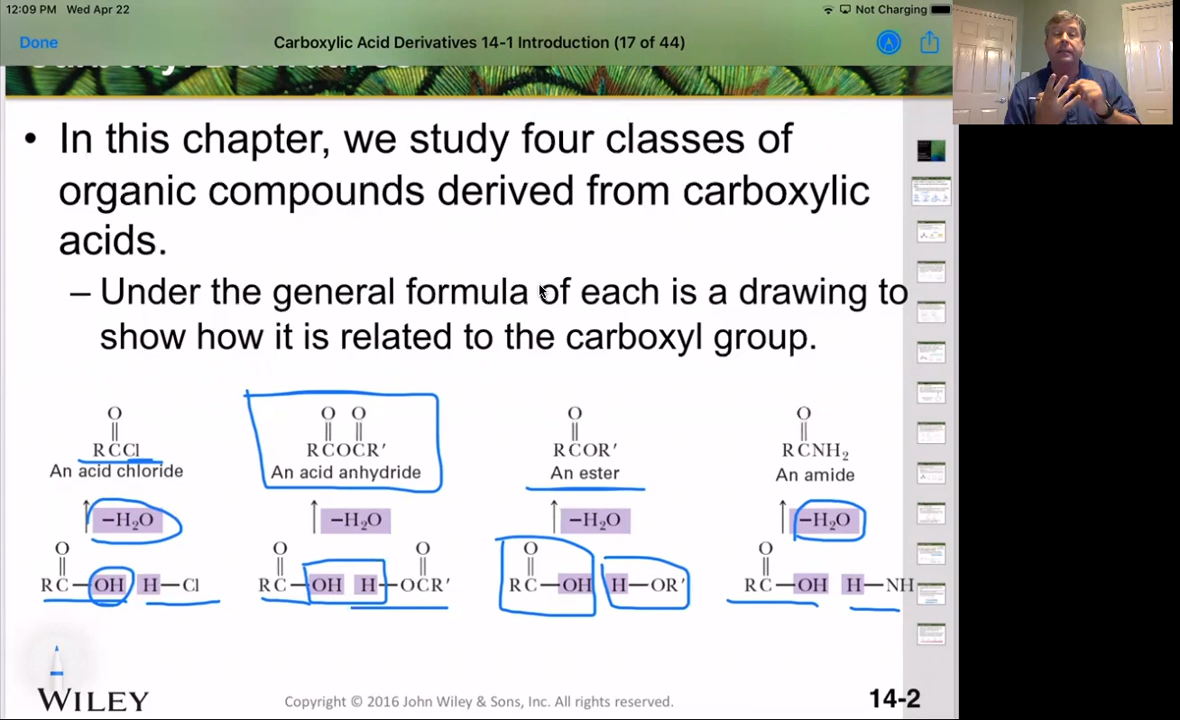 12:09 PM Wed Apr 22
Not Charging
Done
Carboxylic Acid Derivatives 14-1 Introduction (17 of 44)
• In this chapter, we study four classes of
organic compounds derived from carboxylic
acids.
– Under the general formula of each is a drawing to
show how it is related to the carboxyl group.
O O O O O
RCCl RCOCR′ RCOR′ RCNH₂
An acid chloride An acid anhydride An ester An amide
–H₂O –H₂O –H₂O –H₂O
O O O O O
RC—OH H—Cl RC—OH H—OCR′ RC—OH H—OR′ RC—OH H—NH
WILEY
Copyright © 2016 John Wiley & Sons, Inc. All rights reserved.
14-2